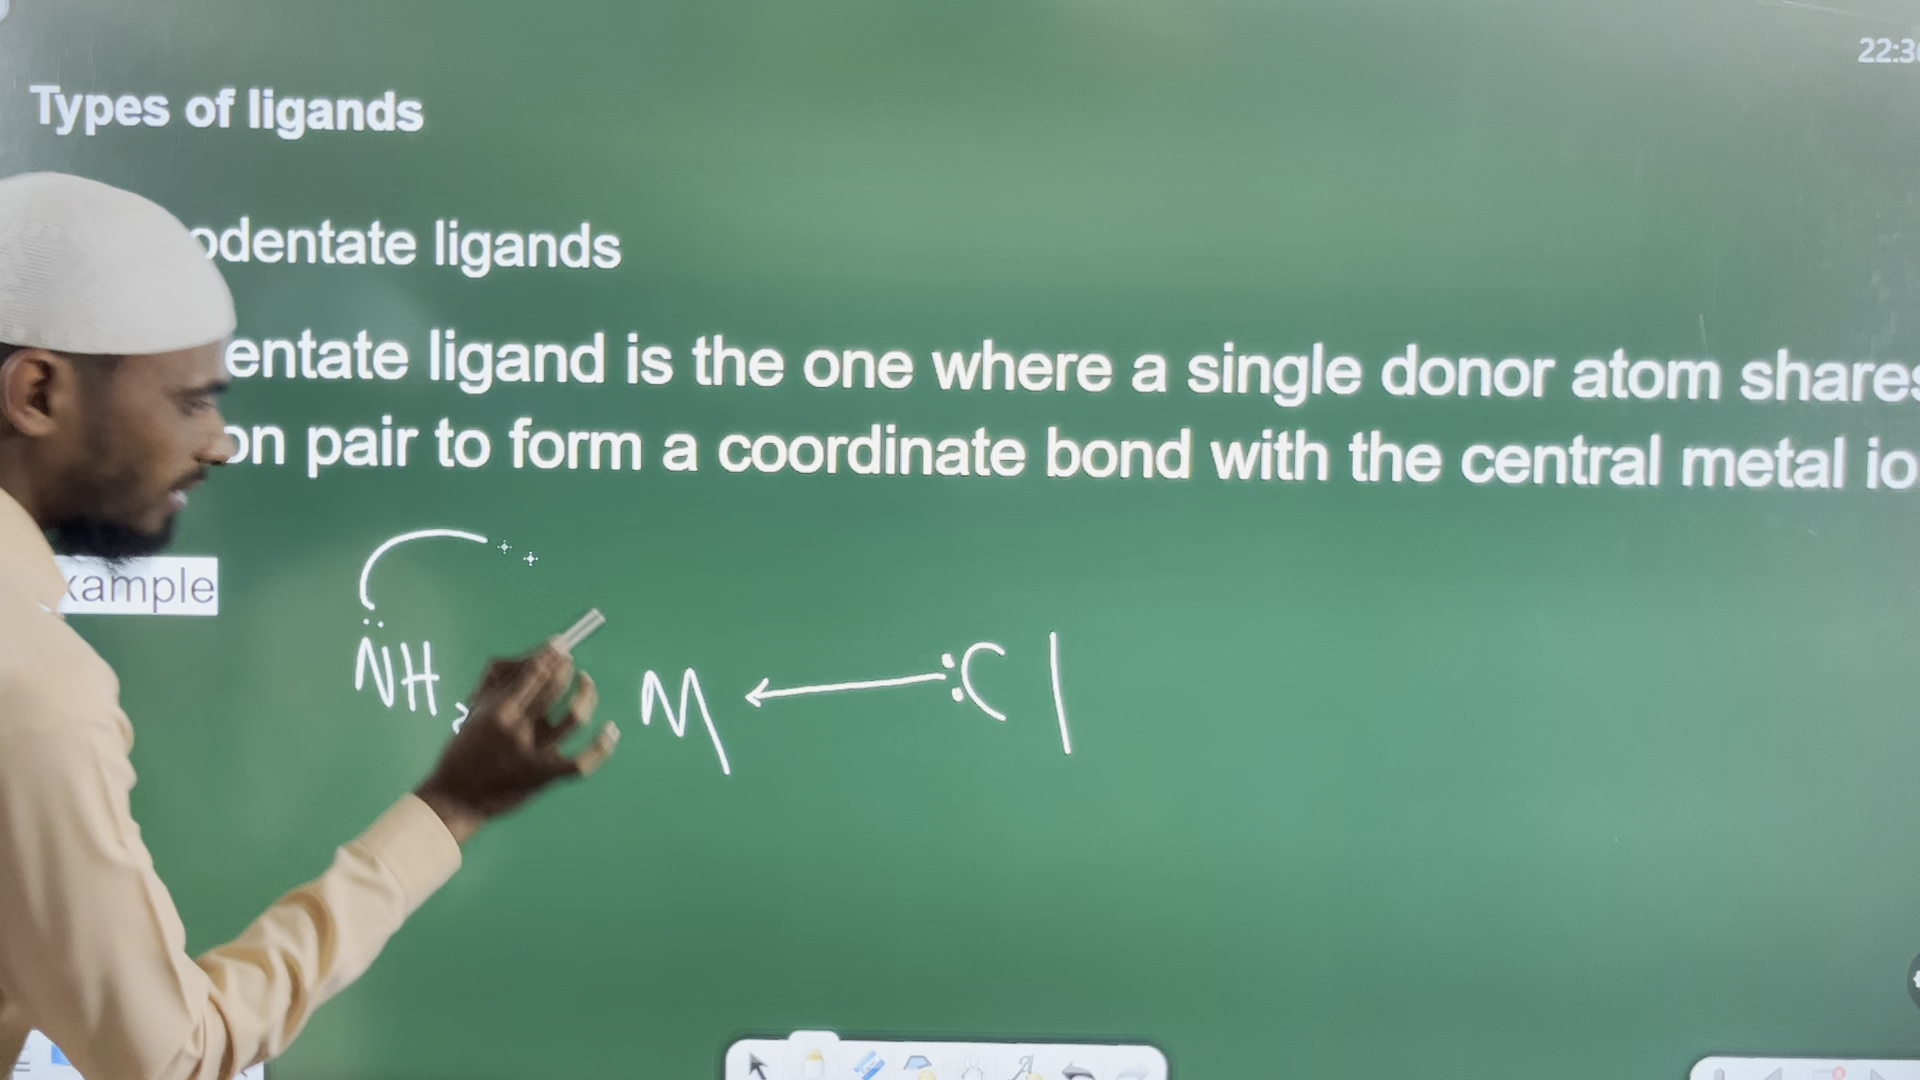 22:3
Types of ligands
odentate ligands
entate ligand is the one where a single donor atom shares
on pair to form a coordinate bond with the central metal io
xample
NH M ← :Cl